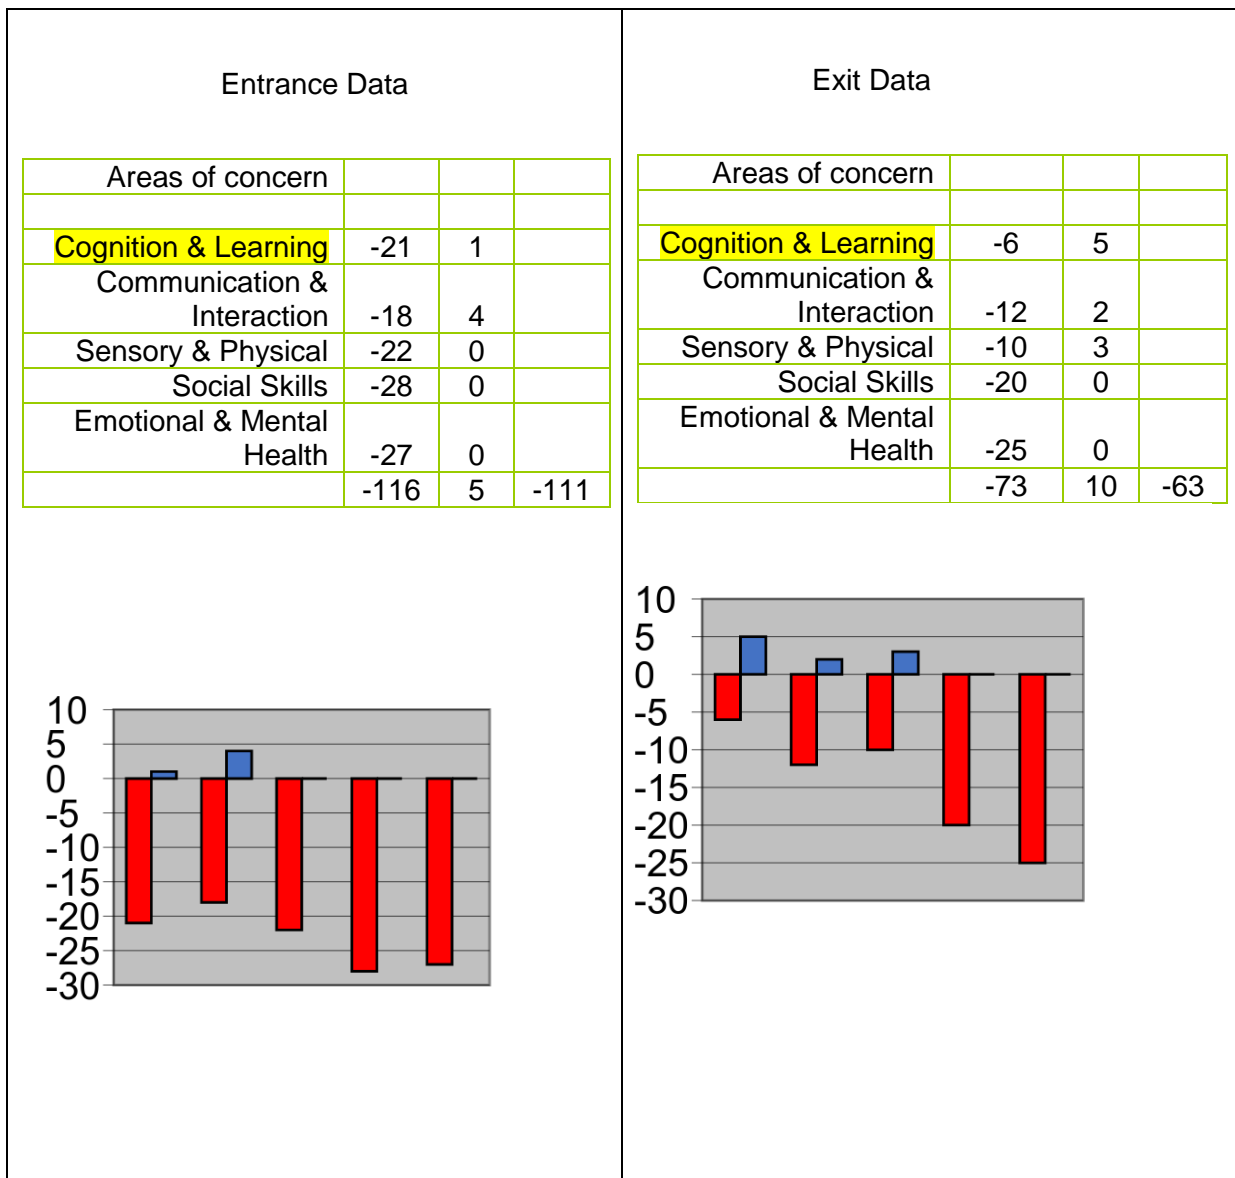 Entrance Data
Areas of concern
Cognition & Learning -21 1
Communication &
Interaction -18 4
Sensory & Physical -22 0
Social Skills -28 0
Emotional & Mental
Health -27 0
-116 5 -111
10
5
0
-5
-10
-15
-20
-25
-30
Exit Data
Areas of concern
Cognition & Learning -6 5
Communication &
Interaction -12 2
Sensory & Physical -10 3
Social Skills -20 0
Emotional & Mental
Health -25 0
-73 10 -63
10
5
0
-5
-10
-15
-20
-25
-30